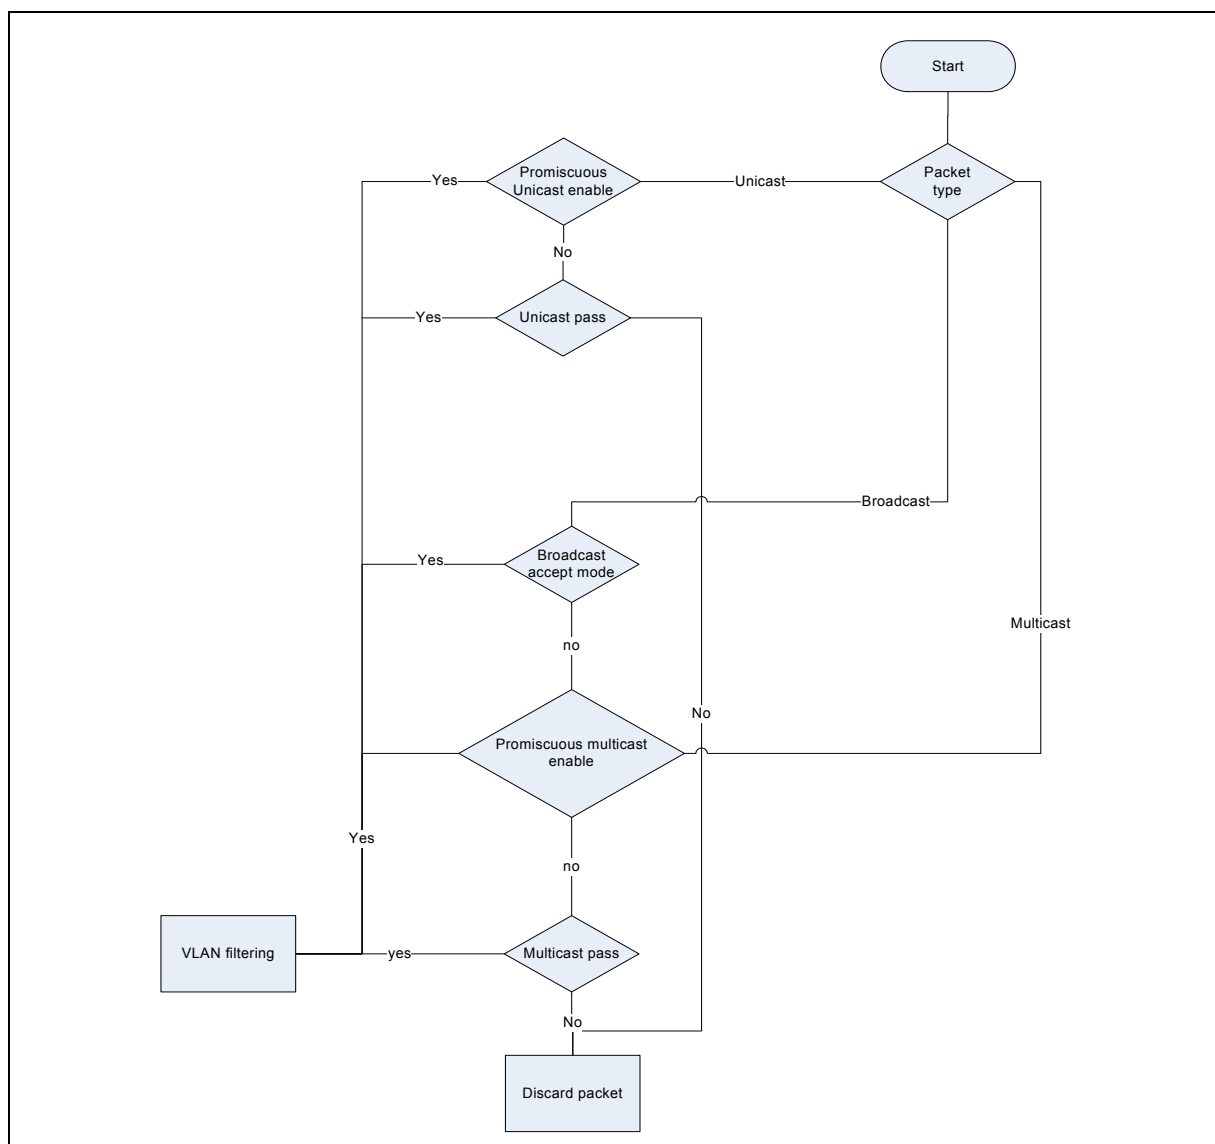 Start
Promiscuous
Unicast enable
Yes
Unicast
Packet
type
No
Unicast pass
Yes
Broadcast
Broadcast
accept mode
Yes
Multicast
no
No
Promiscuous multicast
enable
Yes
no
VLAN filtering
yes
Multicast pass
No
Discard packet